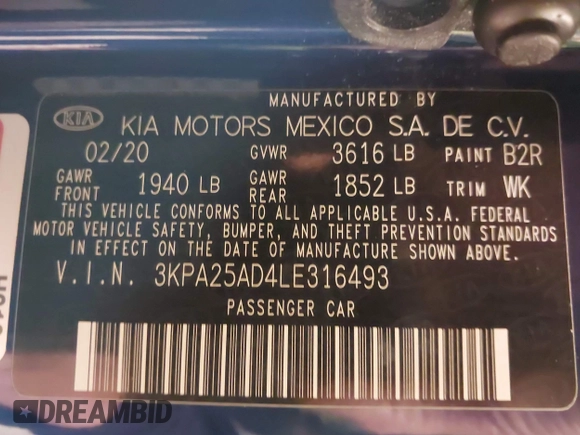 MANUFACTURED BY
KIA KIA MOTORS MEXICO S.A. DE C.V.
02/20 GVWR 3616 LB PAINT B2R
GAWR FRONT 1940 LB GAWR REAR 1852 LB TRIM WK
THIS VEHICLE CONFORMS TO ALL APPLICABLE U.S.A. FEDERAL
MOTOR VEHICLE SAFETY, BUMPER, AND THEFT PREVENTION STANDARDS
IN EFFECT ON THE DATE OF MANUFACTURE SHOWN ABOVE.
V.I.N. 3KPA25AD4LE316493
PASSENGER CAR
DREAMBID